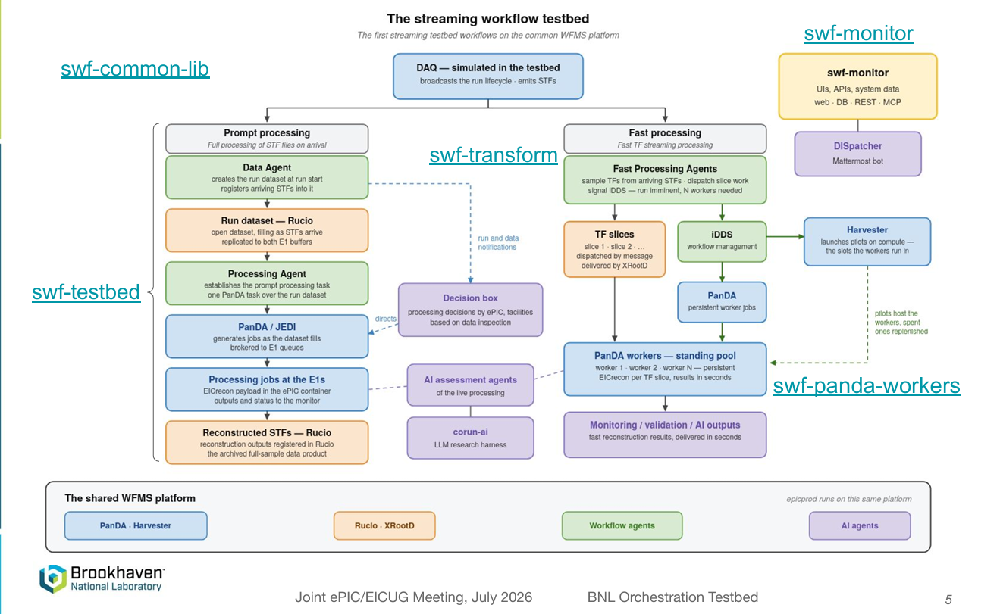 The streaming workflow testbed
The first streaming testbed workflows on the common WFMS platform
swf-monitor
swf-common-lib
DAQ — simulated in the testbed
broadcasts the run lifecycle · emits STFs
swf-monitor
UIs, APIs, system data
web · DB · REST · MCP
DISpatcher
Mattermost bot
swf-testbed
Prompt processing
Full processing of STF files on arrival
Data Agent
creates the run dataset at run start
registers arriving STFs into it
Run dataset — Rucio
open dataset, filling as STFs arrive
replicated to both E1 buffers
Processing Agent
establishes the prompt processing task
one PanDA task over the run dataset
PanDA / JEDI
generates jobs as the dataset fills
brokered to E1 queues
Processing jobs at the E1s
EICrecon payload in the ePIC container
outputs and status to the monitor
Reconstructed STFs — Rucio
reconstruction outputs registered in Rucio
the archived full-sample data product
run and data
notifications
Decision box
processing decisions by ePIC, facilities
based on data inspection
directs
AI assessment agents
of the live processing
corun-ai
LLM research harness
swf-transform
Fast processing
Fast TF streaming processing
Fast Processing Agents
sample TFs from arriving STFs · dispatch slice work
signal iDDS — run imminent, N workers needed
TF slices
slice 1 · slice 2 · …
dispatched by message
delivered by XRootD
iDDS
workflow management
Harvester
launches pilots on compute —
the slots the workers run in
PanDA
persistent worker jobs
pilots host the
workers, spent
ones replenished
PanDA workers — standing pool
worker 1 · worker 2 · worker N — persistent
EICrecon per TF slice, results in seconds
swf-panda-workers
Monitoring / validation / AI outputs
fast reconstruction results, delivered in seconds
The shared WFMS platform
epicprod runs on this same platform
PanDA · Harvester
Rucio · XRootD
Workflow agents
AI agents
Brookhaven
National Laboratory
Joint ePIC/EICUG Meeting, July 2026
BNL Orchestration Testbed
5